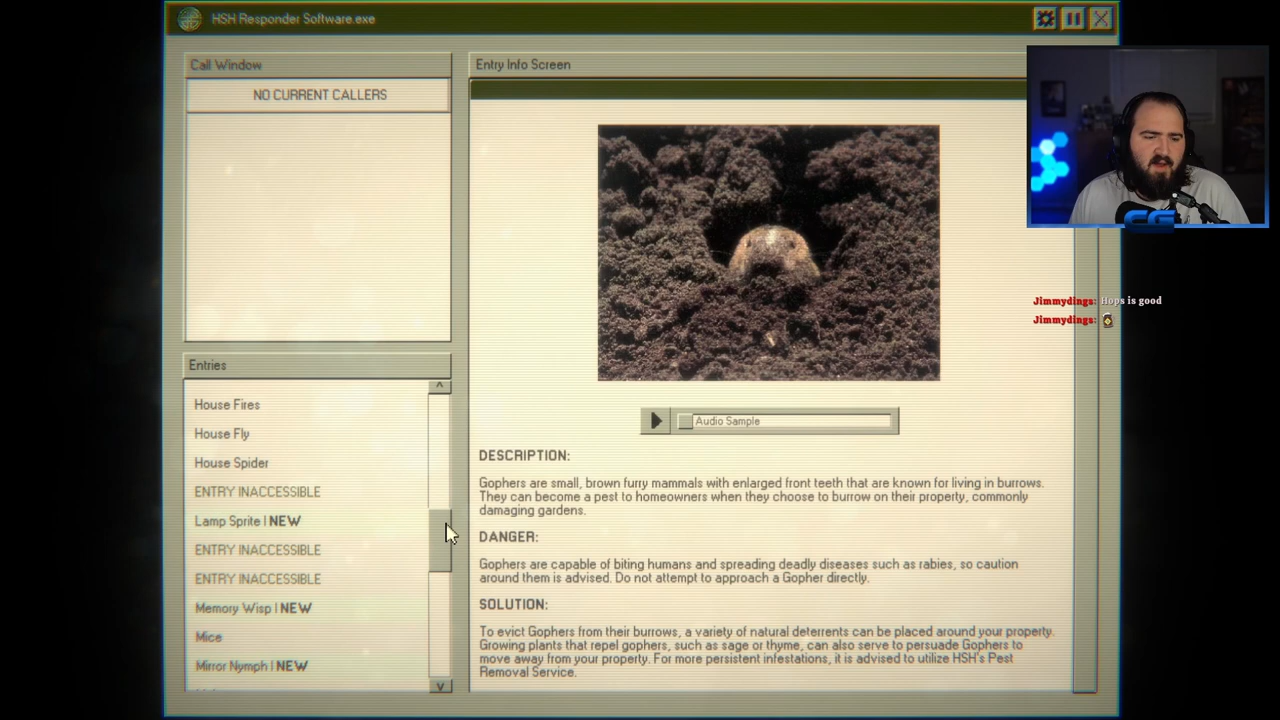 HSH Responder Software.exe
Call Window
NO CURRENT CALLERS
Entries
^
House Fires
House Fly
House Spider
ENTRY INACCESSIBLE
Lamp Sprite | NEW
ENTRY INACCESSIBLE
ENTRY INACCESSIBLE
Memory Wisp | NEW
Mice
Mirror Nymph | NEW
V
Entry Info Screen
Audio Sample
DESCRIPTION:
Gophers are small, brown furry mammals with enlarged front teeth that are known for living in burrows.
They can become a pest to homeowners when they choose to burrow on their property, commonly
damaging gardens.
DANGER:
Gophers are capable of biting humans and spreading deadly diseases such as rabies, so caution
around them is advised. Do not attempt to approach a Gopher directly.
SOLUTION:
To evict Gophers from their burrows, a variety of natural deterrents can be placed around your property.
Growing plants that repel gophers, such as sage or thyme, can also serve to persuade Gophers to
move away from your property. For more persistent infestations, it is advised to utilize HSH's Pest
Removal Service.
CG
Jimmydings: Hops is good
Jimmydings: